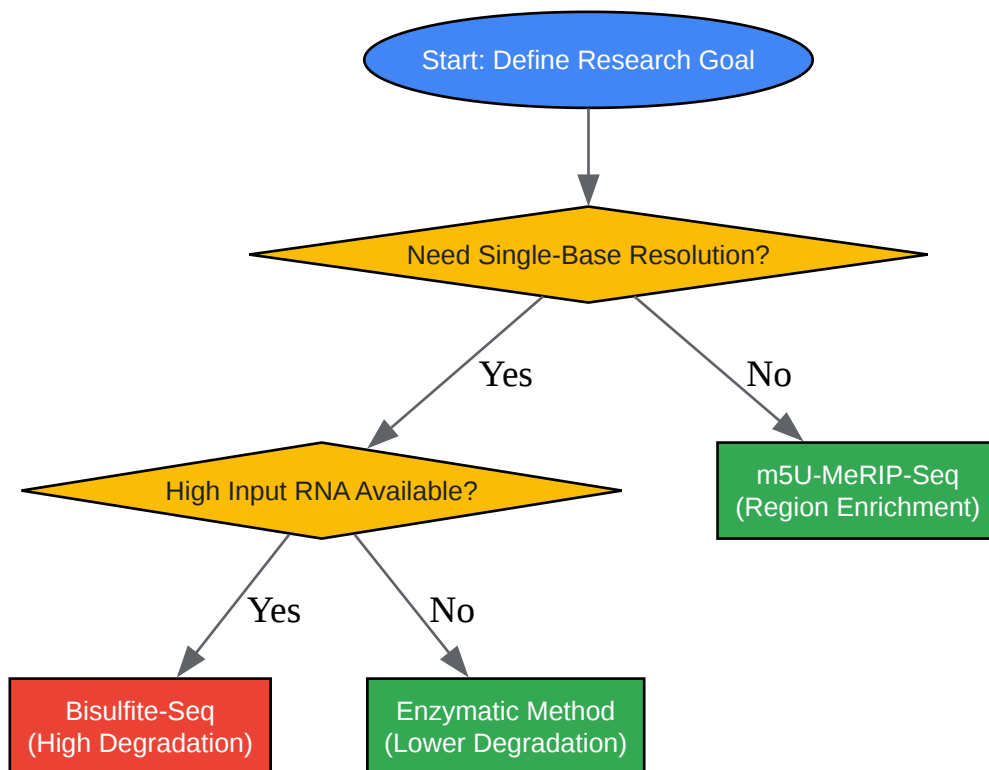 Start: Define Research Goal
Need Single-Base Resolution?
Yes
No
High Input RNA Available?
m5U-MeRIP-Seq
(Region Enrichment)
Yes
No
Bisulfite-Seq
(High Degradation)
Enzymatic Method
(Lower Degradation)